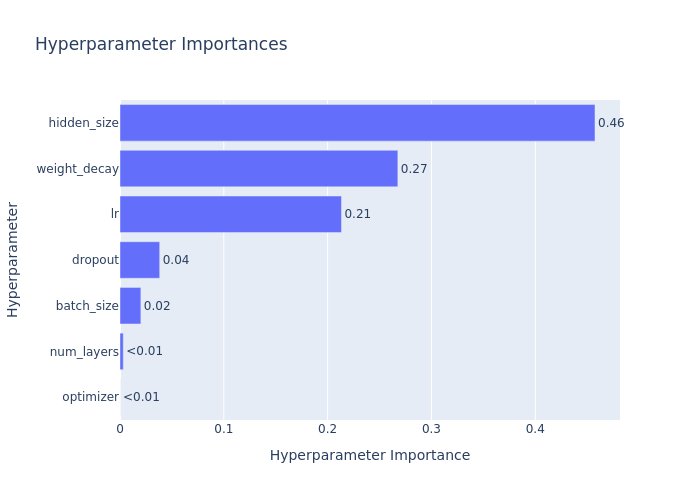 Hyperparameter Importances
Hyperparameter
hidden_size 0.46
weight_decay 0.27
lr 0.21
dropout 0.04
batch_size 0.02
num_layers <0.01
optimizer <0.01
0 0.1 0.2 0.3 0.4
Hyperparameter Importance